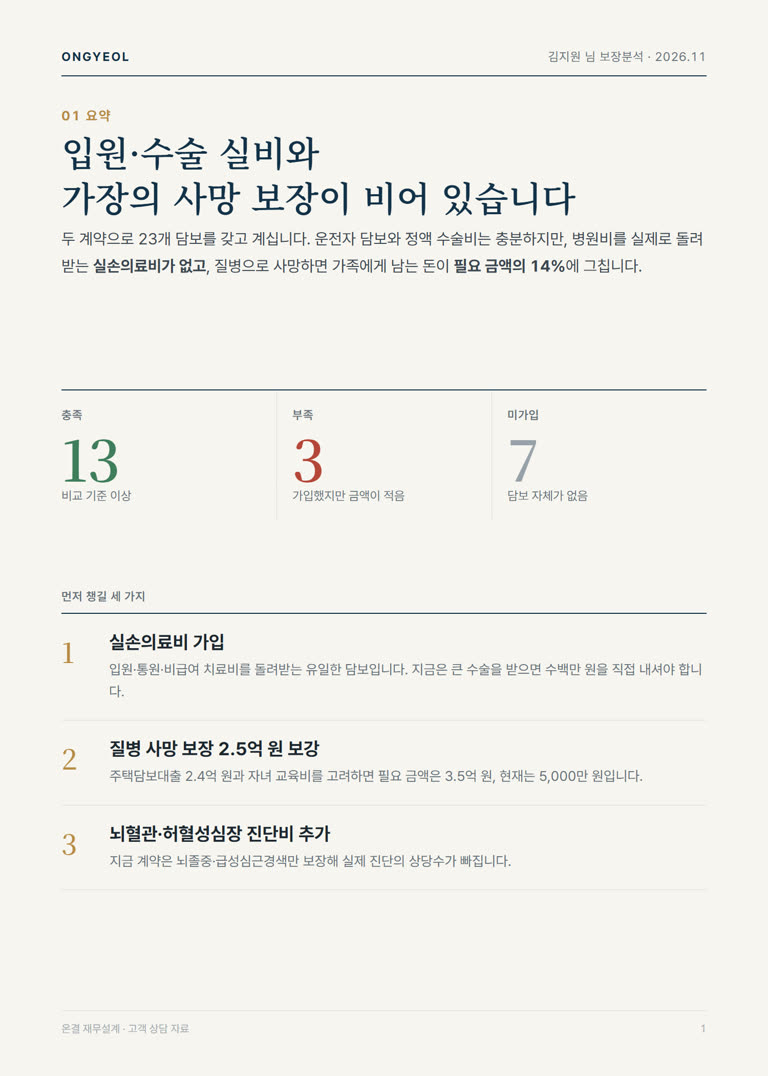 ONGYEOL
김지원 님 보장분석 · 2026.11
01 요약
입원·수술 실비와
가장의 사망 보장이 비어 있습니다
두 계약으로 23개 담보를 갖고 계십니다. 운전자 담보와 정액 수술비는 충분하지만, 병원비를 실제로 돌려
받는 실손의료비가 없고, 질병으로 사망하면 가족에게 남는 돈이 필요 금액의 14%에 그칩니다.
충족
13
비교 기준 이상
부족
3
가입했지만 금액이 적음
미가입
7
담보 자체가 없음
먼저 챙길 세 가지
1
실손의료비 가입
입원·통원·비급여 치료비를 돌려받는 유일한 담보입니다. 지금은 큰 수술을 받으면 수백만 원을 직접 내셔야 합니
다.
2
질병 사망 보장 2.5억 원 보강
주택담보대출 2.4억 원과 자녀 교육비를 고려하면 필요 금액은 3.5억 원, 현재는 5,000만 원입니다.
3
뇌혈관·허혈성심장 진단비 추가
지금 계약은 뇌졸중·급성심근경색만 보장해 실제 진단의 상당수가 빠집니다.
온결 재무설계 · 고객 상담 자료
1